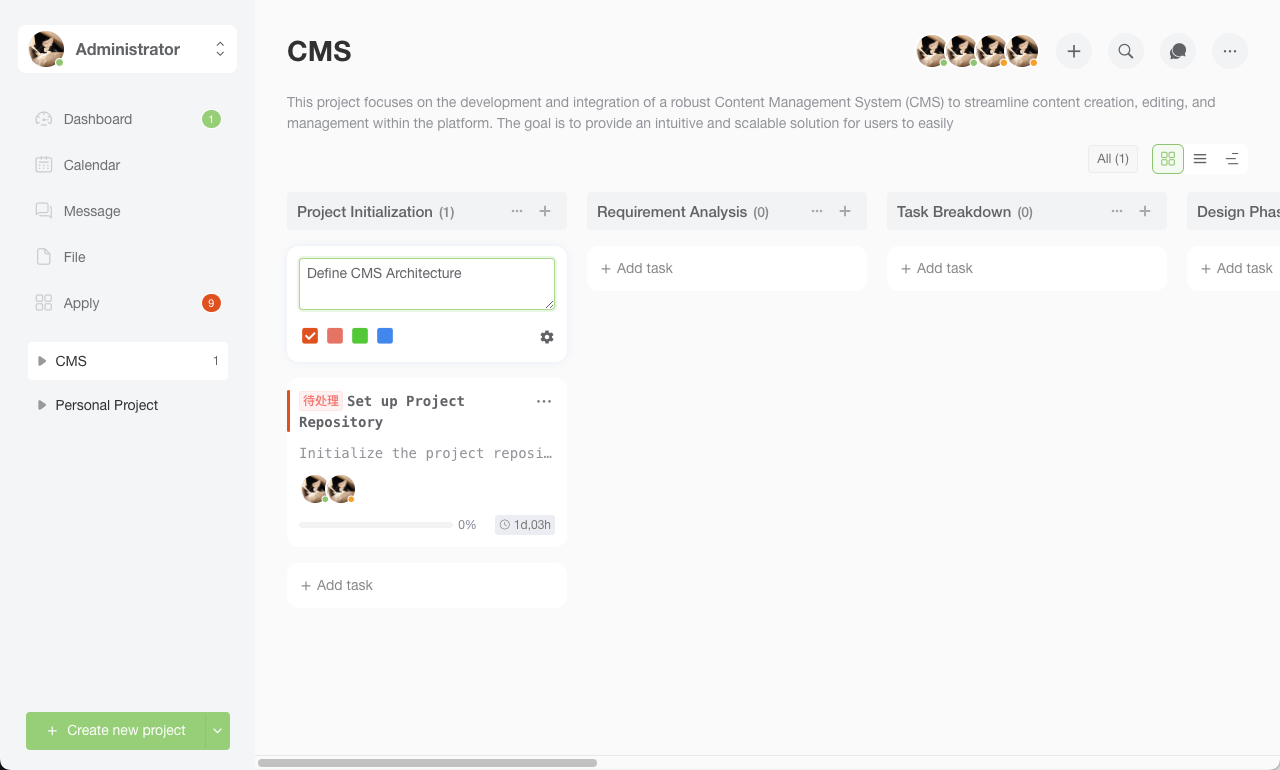 Administrator
Dashboard 1
Calendar
Message
File
Apply 9
CMS 1
Personal Project
Create new project
CMS
This project focuses on the development and integration of a robust Content Management System (CMS) to streamline content creation, editing, and
management within the platform. The goal is to provide an intuitive and scalable solution for users to easily
All (1)
Project Initialization (1)
Define CMS Architecture
待处理 Set up Project
Repository
Initialize the project reposi…
0% 1d,03h
Add task
Requirement Analysis (0)
Add task
Task Breakdown (0)
Add task
Design Phas
Add task